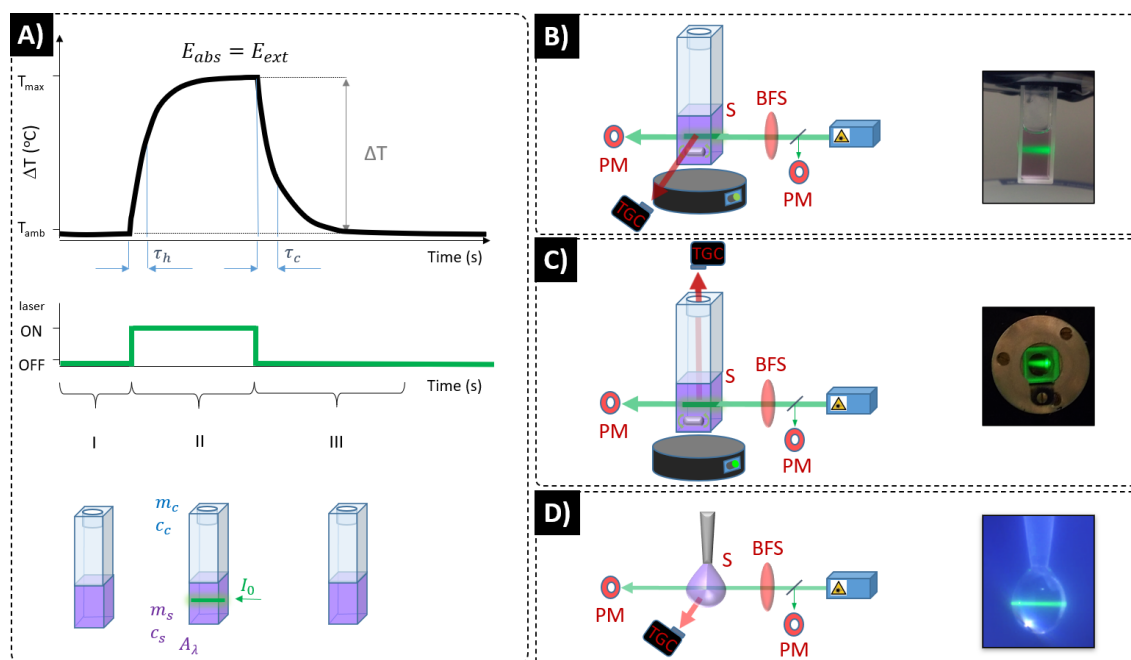 A)
E_abs = E_ext
T_max
ΔT (°C)
ΔT
T_amb
Time (s)
τ_h
τ_c
laser
ON
OFF
Time (s)
I
II
III
m_c
c_c
I_0
m_s
c_s
A_λ
B)
S
BFS
PM
PM
TGC
C)
TGC
S
BFS
PM
PM
D)
S
BFS
PM
PM
TGC